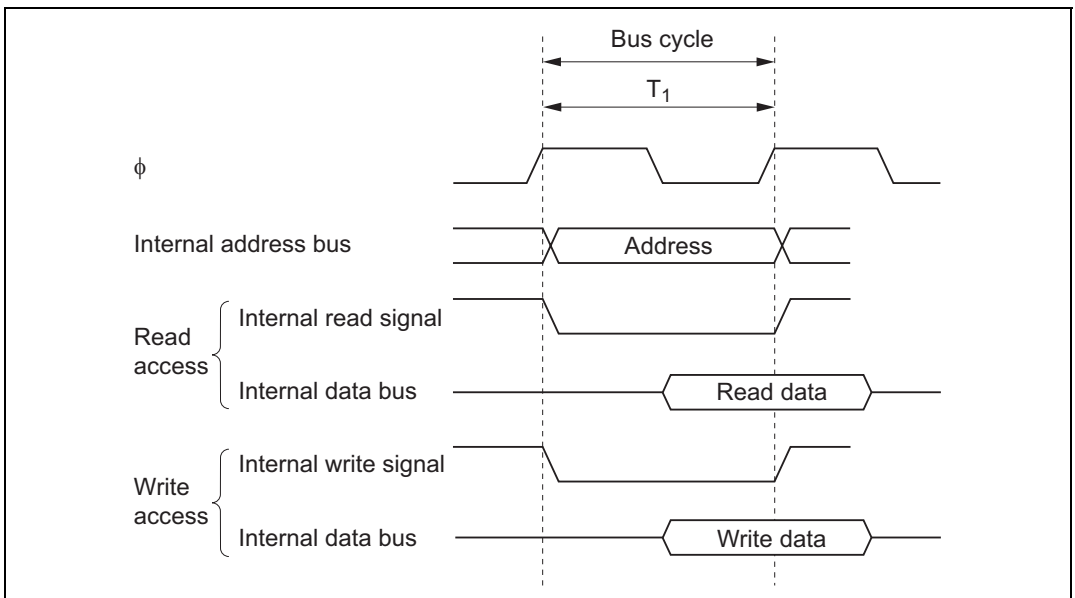 Bus cycle
T₁
ϕ
Internal address bus
Address
Read
access
Internal read signal
Internal data bus
Read data
Write
access
Internal write signal
Internal data bus
Write data